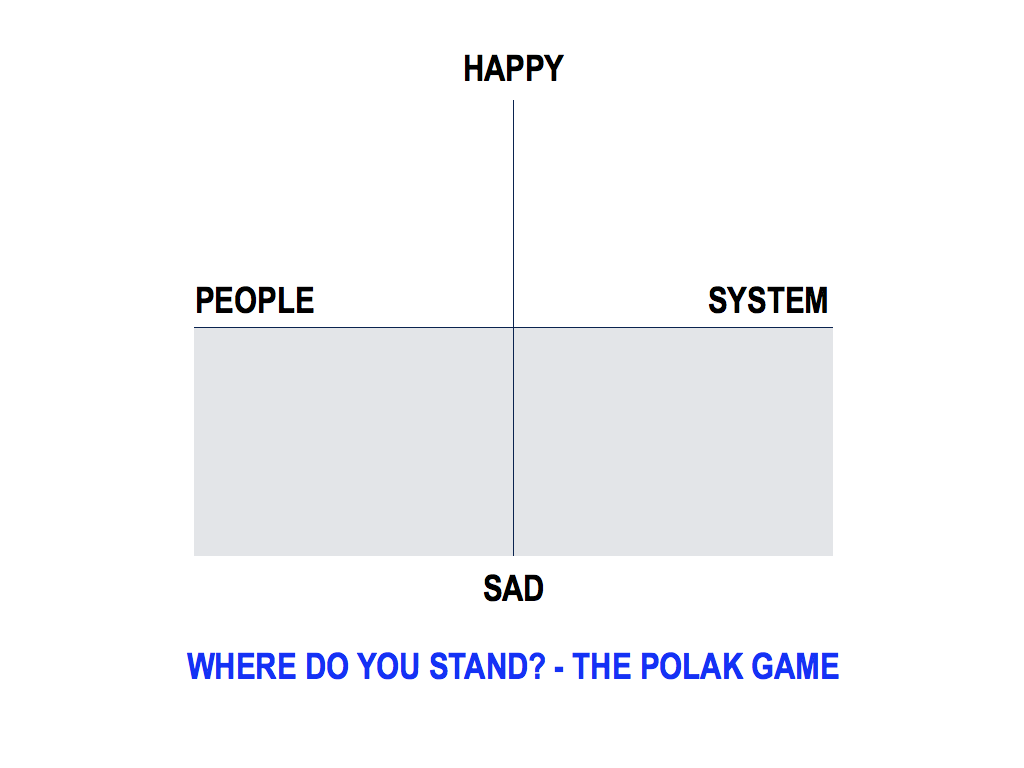 HAPPY
PEOPLE
SYSTEM
SAD
WHERE DO YOU STAND? - THE POLAK GAME